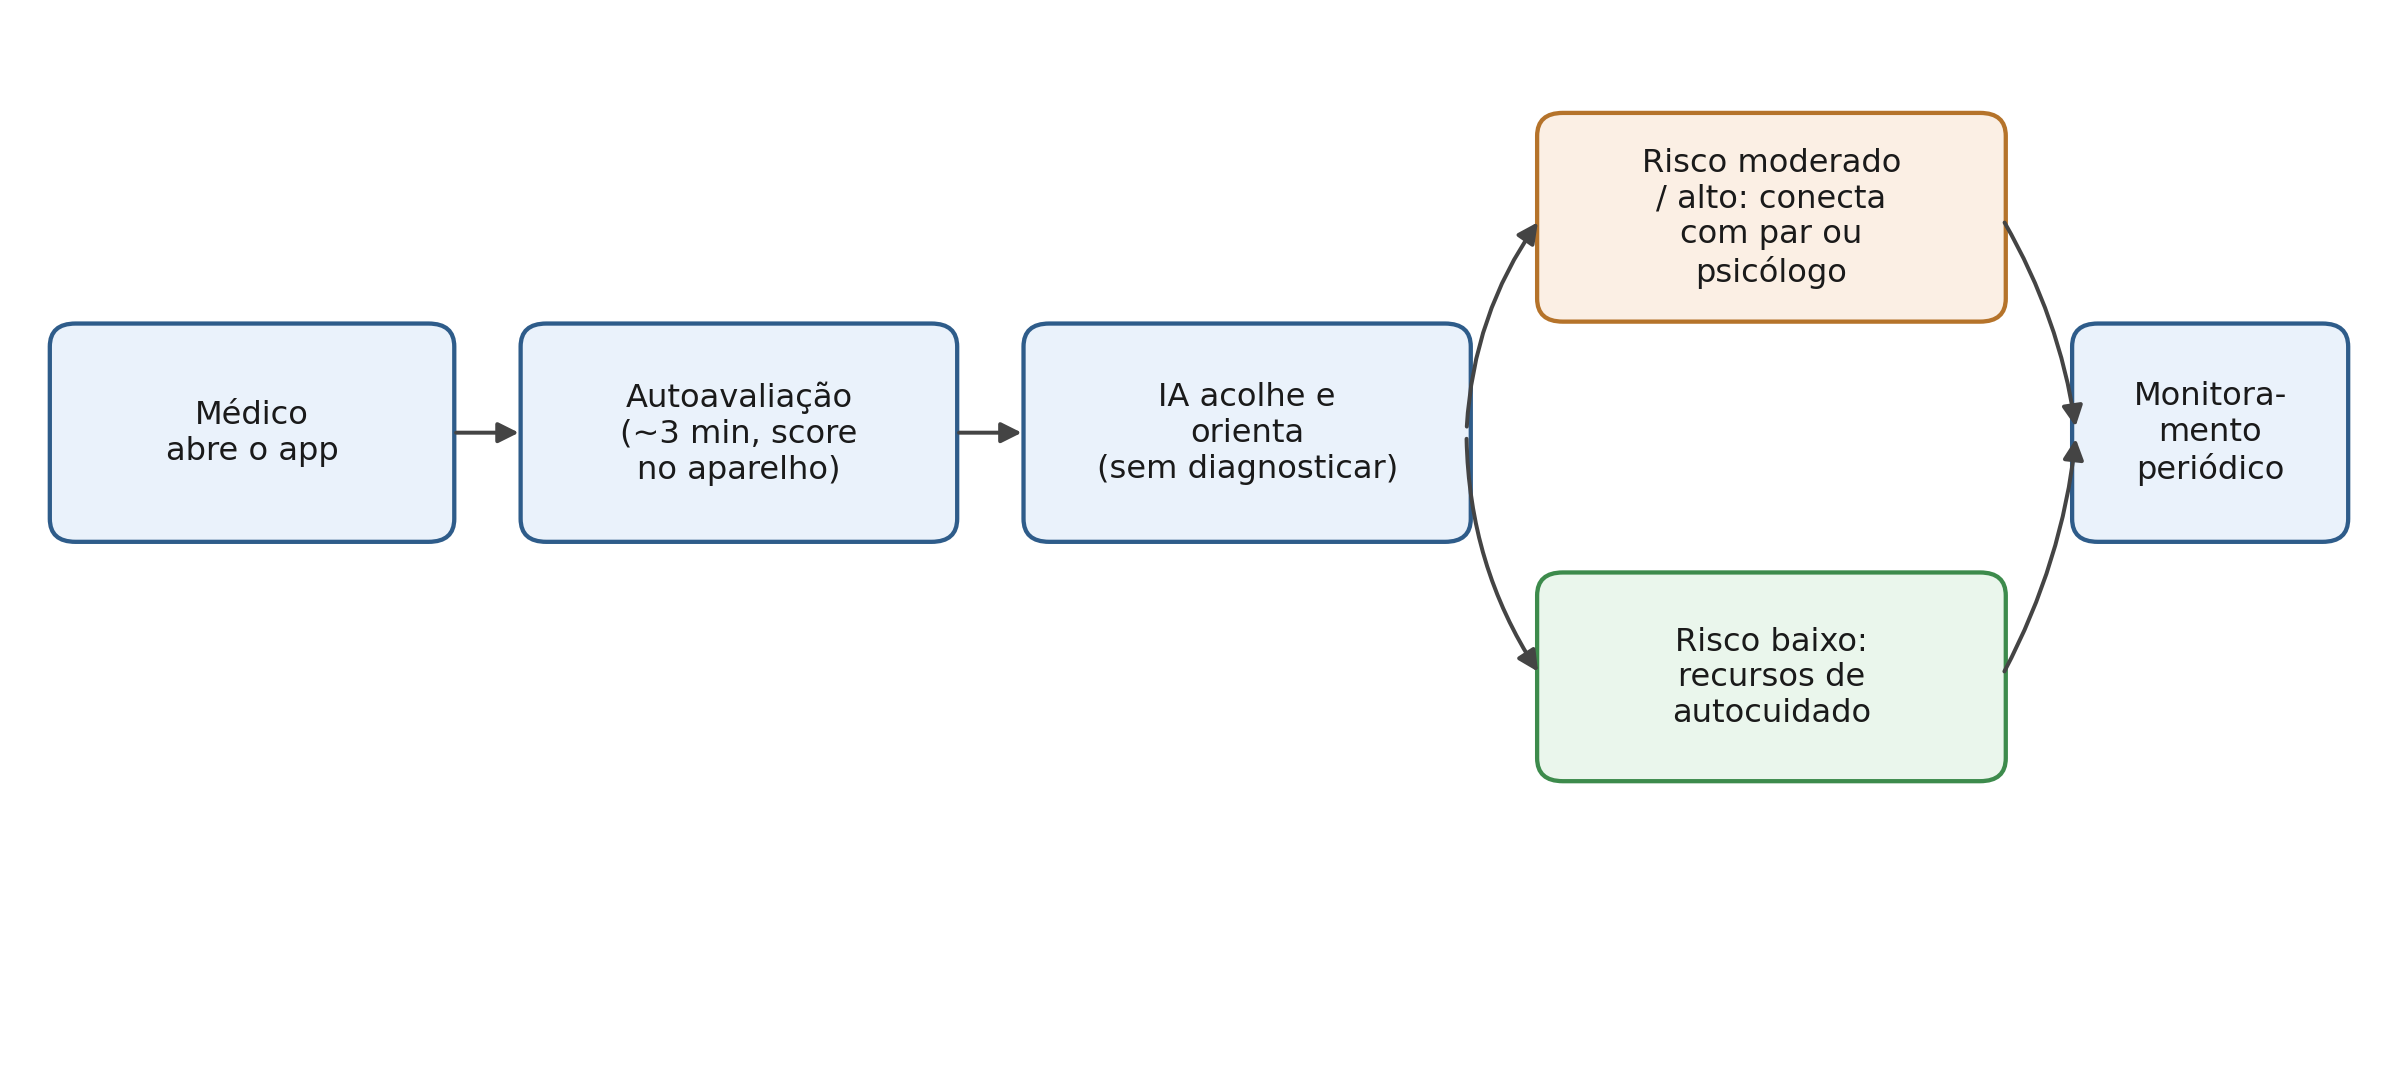 Médico
abre o app
Autoavaliação
(~3 min, score
no aparelho)
IA acolhe e
orienta
(sem diagnosticar)
Risco moderado
/ alto: conecta
com par ou
psicólogo
Risco baixo:
recursos de
autocuidado
Monitora-
mento
periódico